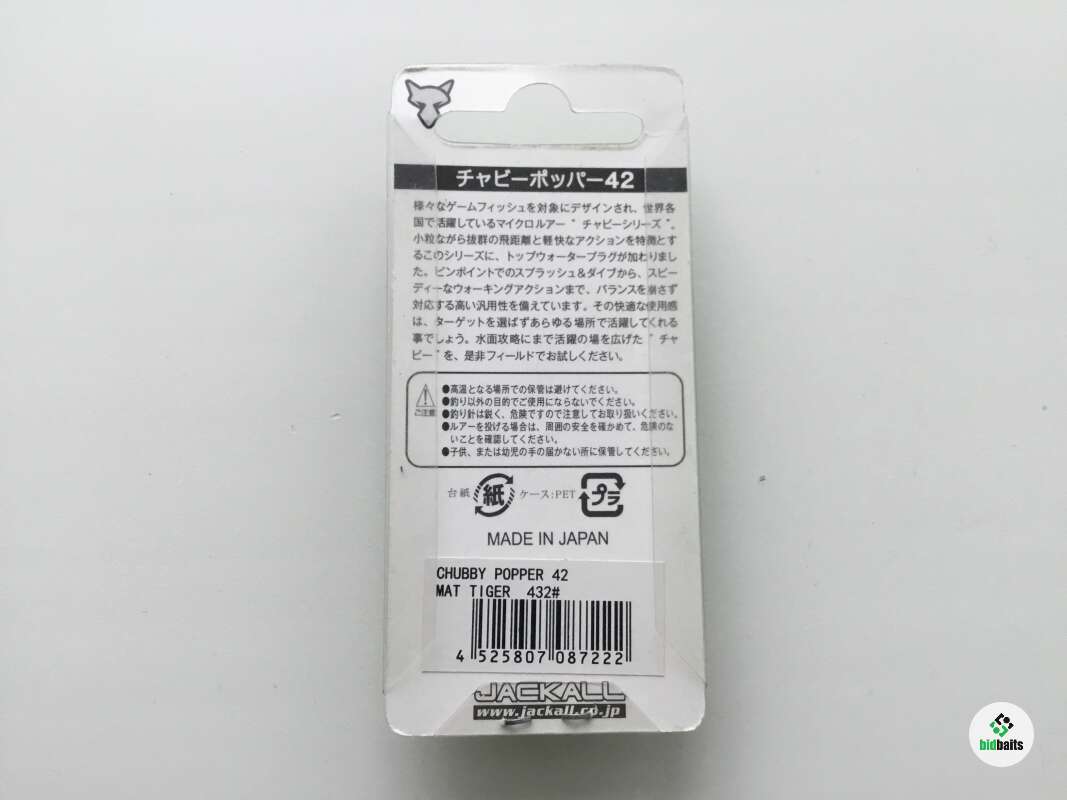 チャビーポッパー42
様々なゲームフィッシュを対象にデザインされ、世界各
国で活躍しているマイクロルアー“チャビーシリーズ”。
小粒ながら抜群の飛距離と軽快なアクションを特徴とす
るこのシリーズに、トップウォータープラグが加わりまし
た。ピンポイントでのスプラッシュ&ダイブから、スピー
ディーなウォーキングアクションまで、バランスを崩さず
対応する高い汎用性を備えています。その快適な使用感
は、ターゲットを選ばずあらゆる場所で活躍してくれる
事でしょう。水面攻略にまで活躍の場を広げた“チャ
ビー”を、是非フィールドでお試しください。
ご注意
●高温となる場所での保管は避けてください。
●釣り以外の目的でご使用にならないでください。
●釣り針は鋭く、危険ですので注意してお取り扱いください。
●ルアーを投げる場合は、周囲の安全を確かめて、危険のな
いことを確認してください。
●子供、または幼児の手の届かない所に保管してください。
台紙 紙 ケース:PET プラ
MADE IN JAPAN
CHUBBY POPPER 42
MAT TIGER 432#
4 525807 087222
JACKALL
www.jackall.co.jp
bidbaits